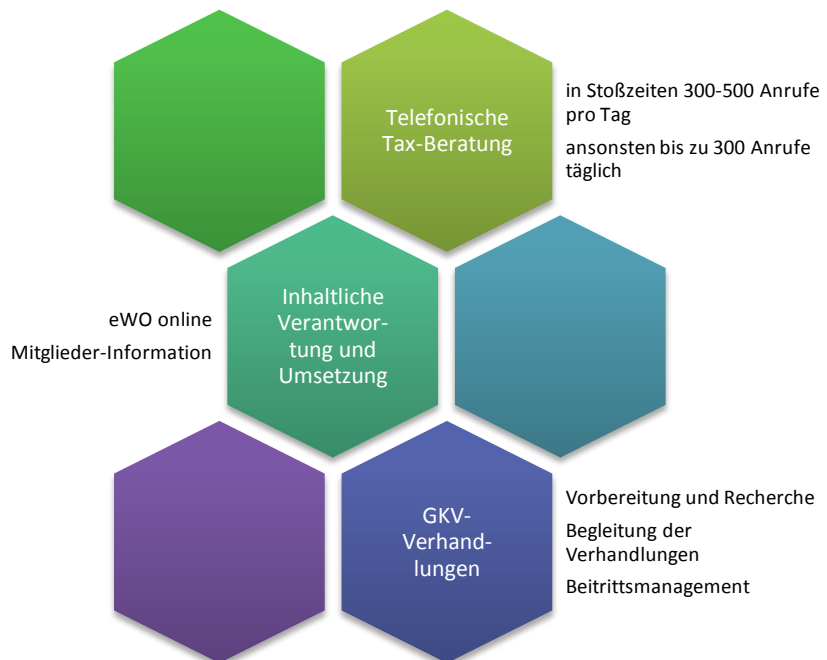 Telefonische
Tax-Beratung
in Stoßzeiten 300-500 Anrufe
pro Tag
ansonsten bis zu 300 Anrufe
täglich
eWO online
Mitglieder-Information
Inhaltliche
Verantwor-
tung und
Umsetzung
GKV-
Verhand-
lungen
Vorbereitung und Recherche
Begleitung der
Verhandlungen
Beitrittsmanagement